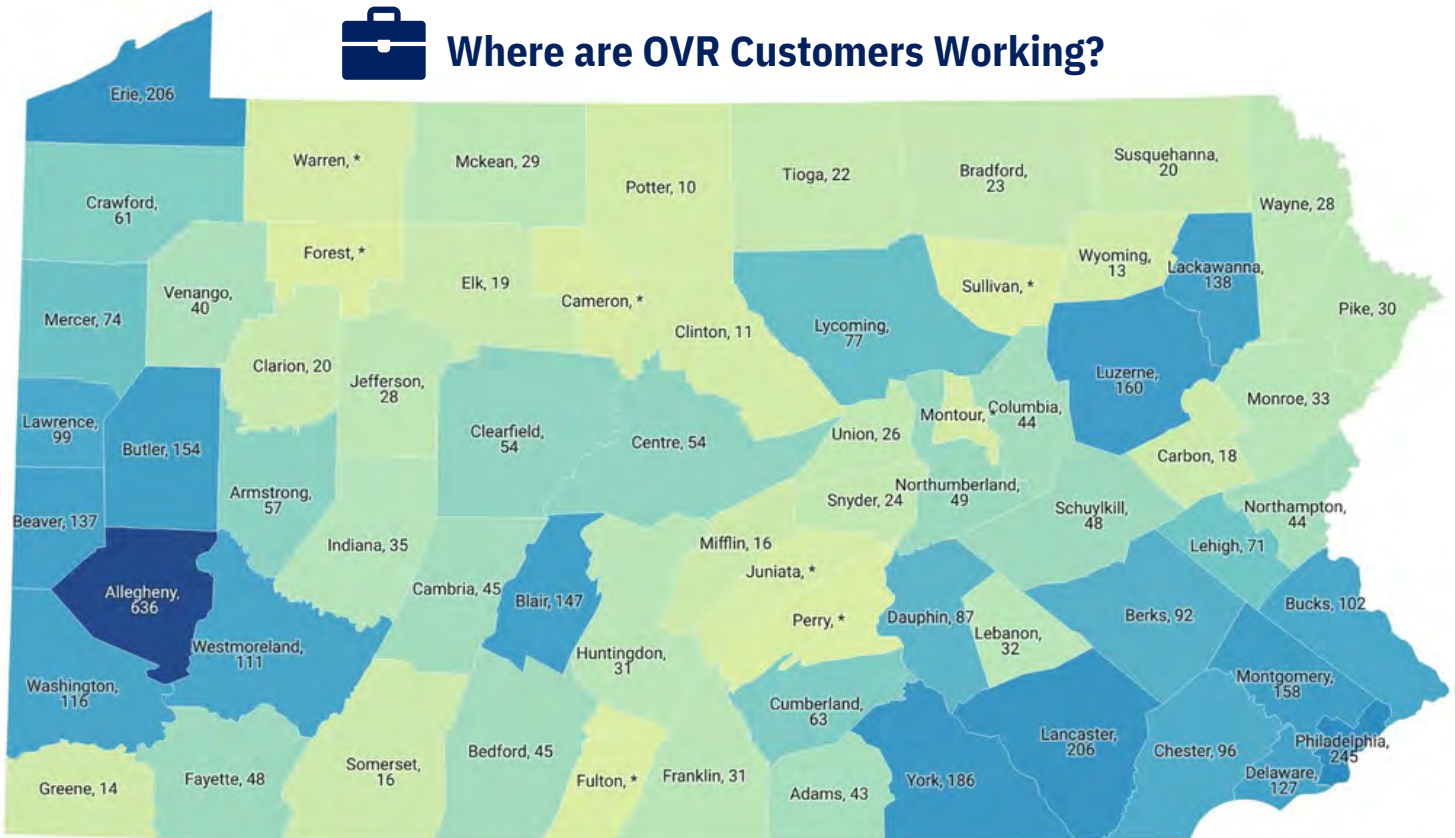 Where are OVR Customers Working?
Erie, 206
Warren, *
Mckean, 29
Potter, 10
Tioga, 22
Bradford,
23
Susquehanna,
20
Wayne, 28
Crawford,
61
Forest, *
Elk, 19
Cameron, *
Sullivan, *
Wyoming,
13
Lackawanna,
138
Pike, 30
Mercer, 74
Venango,
40
Clinton, 11
Lycoming,
77
Clarion, 20
Jefferson,
28
Luzerne,
160
Monroe, 33
Lawrence,
99
Butler, 154
Clearfield,
54
Centre, 54
Union, 26
Montour, *
Columbia,
44
Carbon, 18
Beaver, 137
Armstrong,
57
Snyder, 24
Northumberland,
49
Schuylkill,
48
Northampton,
44
Indiana, 35
Mifflin, 16
Lehigh, 71
Allegheny,
636
Cambria, 45
Blair, 147
Juniata, *
Perry, *
Dauphin, 87
Lebanon,
32
Berks, 92
Bucks, 102
Westmoreland,
111
Huntingdon,
31
Washington,
116
Cumberland,
63
Montgomery,
158
Greene, 14
Fayette, 48
Somerset,
16
Bedford, 45
Fulton, *
Franklin, 31
Adams, 43
York, 186
Lancaster,
206
Chester, 96
Philadelphia,
245
Delaware,
127